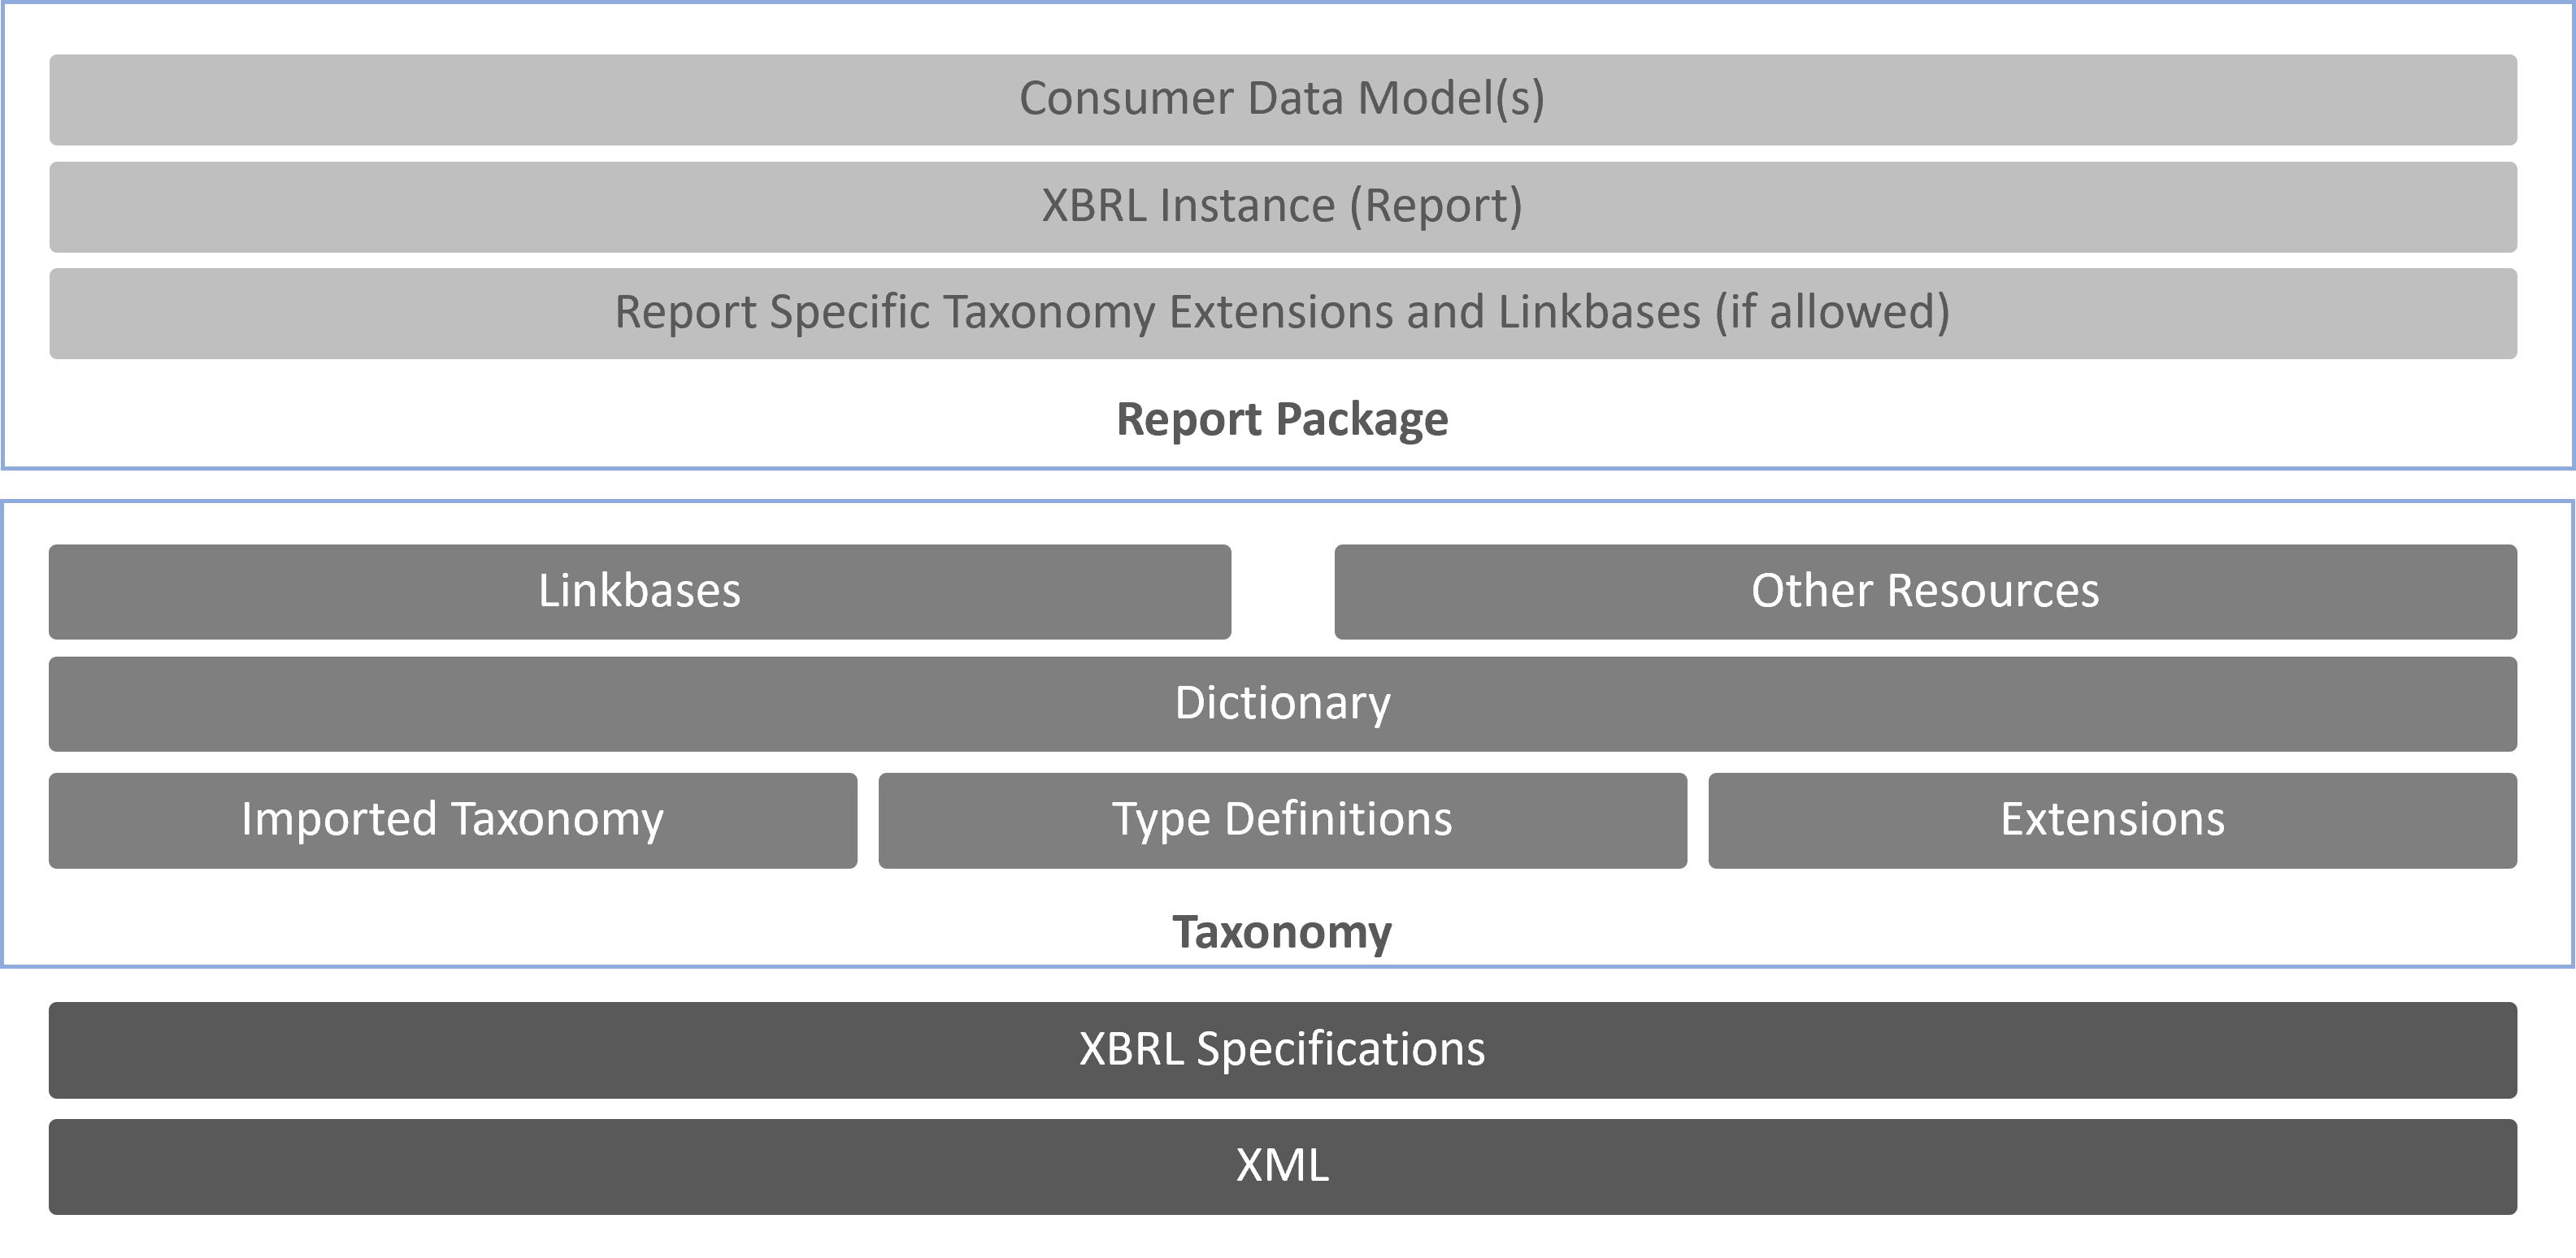 Consumer Data Model(s)
XBRL Instance (Report)
Report Specific Taxonomy Extensions and Linkbases (if allowed)
Report Package
Linkbases
Other Resources
Dictionary
Imported Taxonomy
Type Definitions
Extensions
Taxonomy
XBRL Specifications
XML